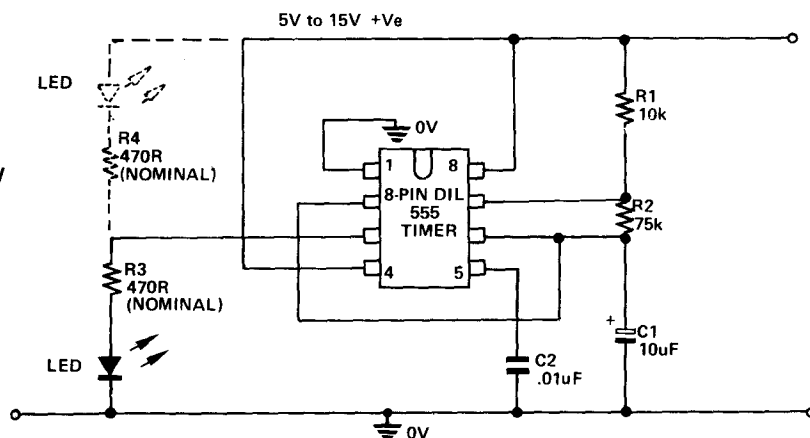 5V to 15V +Ve
LED
R4
470R
(NOMINAL)
R3
470R
(NOMINAL)
LED
0V
1 8
8-PIN DIL
555
TIMER
4 5
R1
10k
R2
75k
+
C1
10uF
C2
.01uF
0V